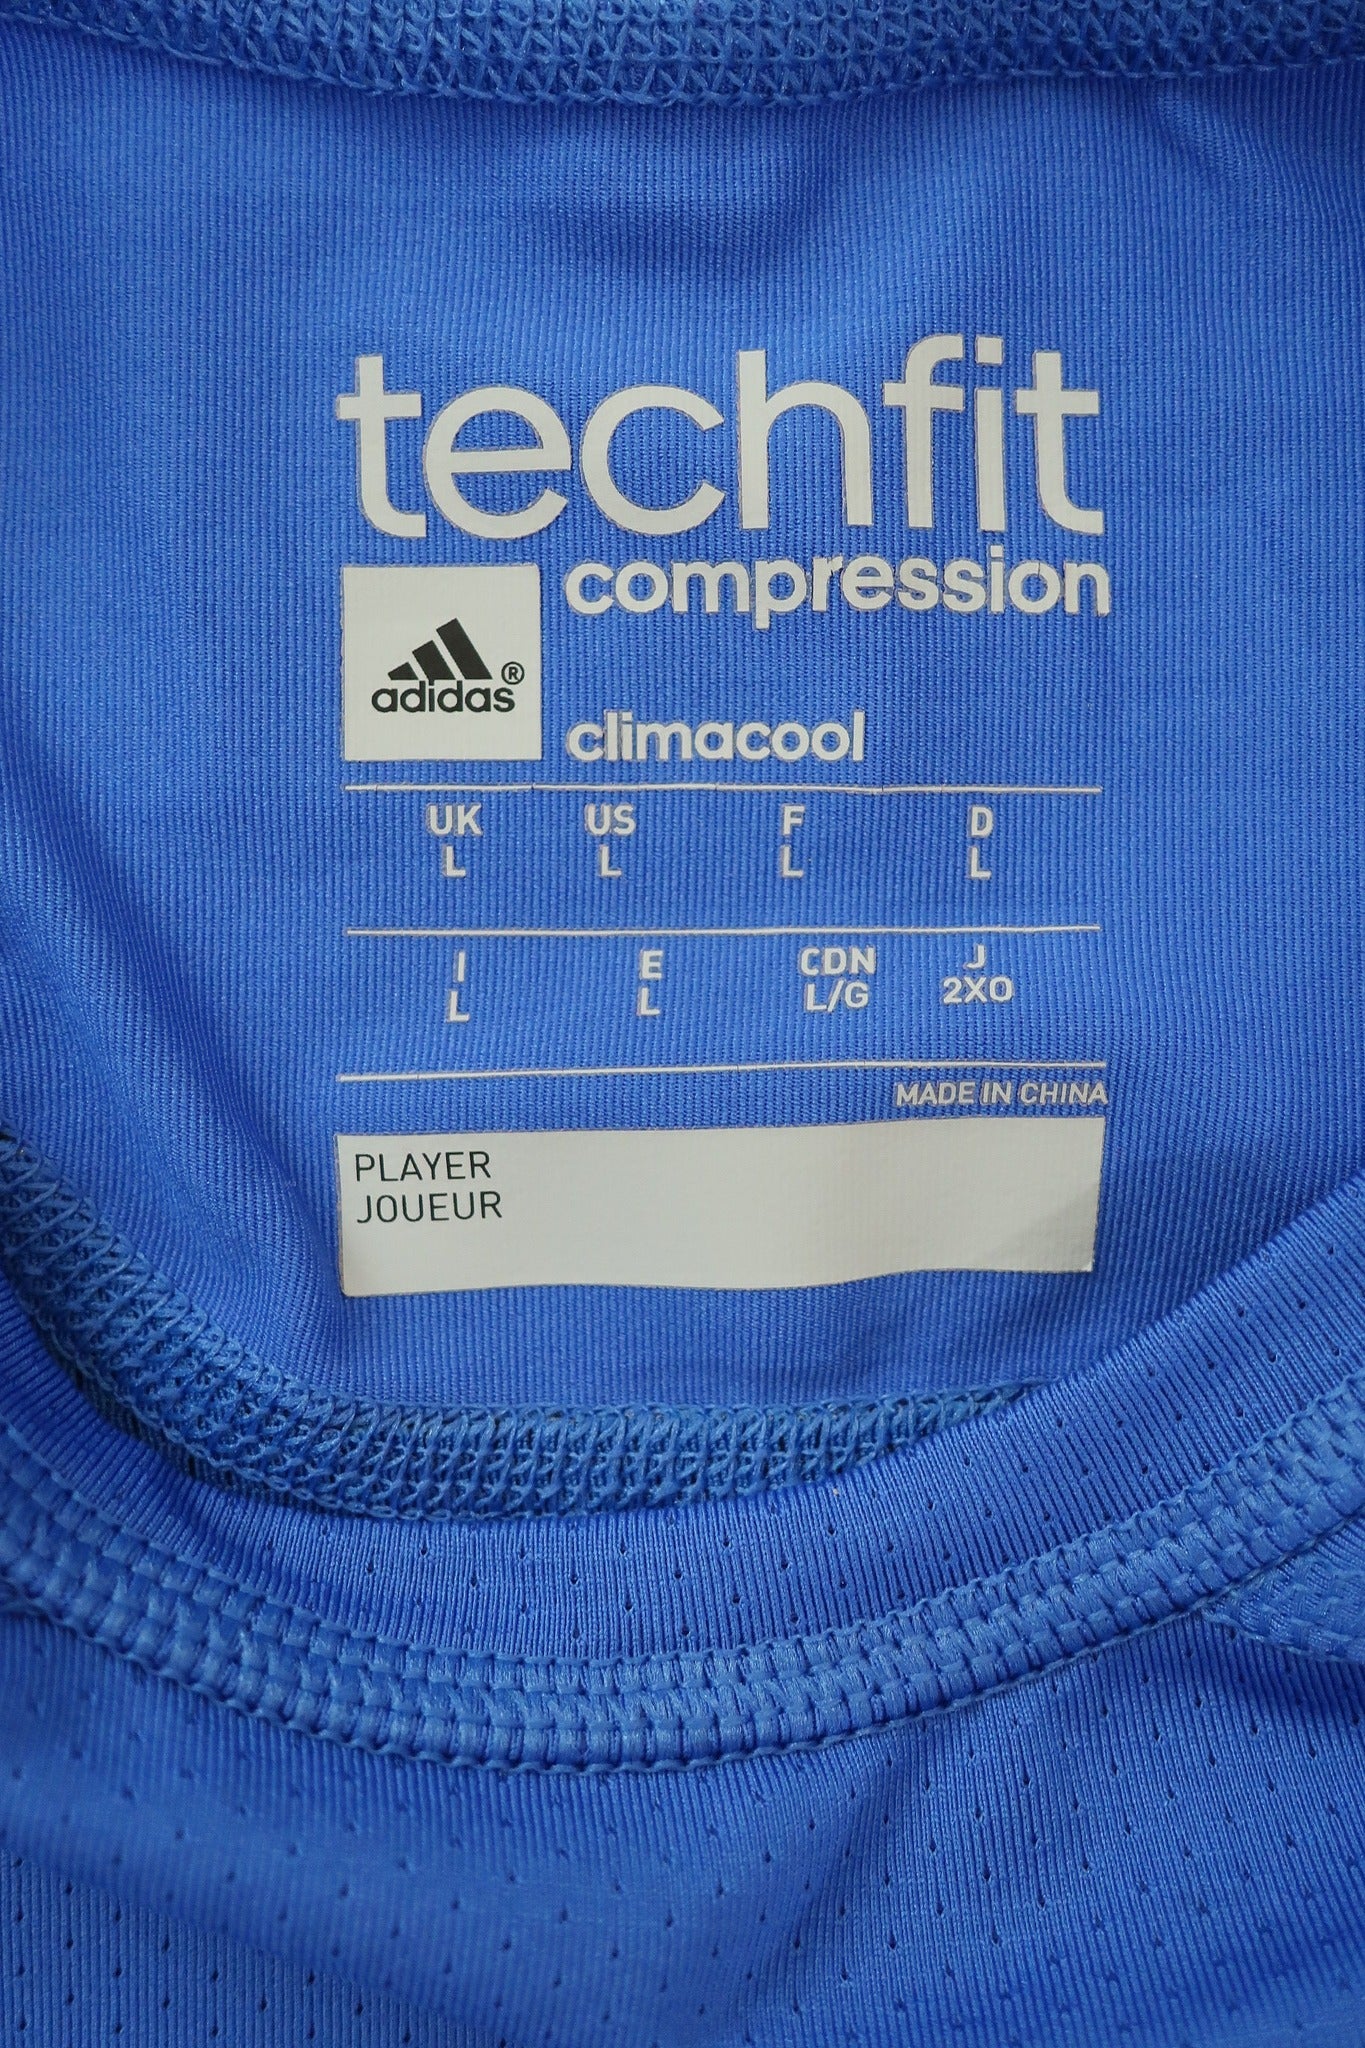 techfit
compression
adidas®
climacool
UK US F D
L L L L
I E CDN J
L L L/G 2XO
MADE IN CHINA
PLAYER
JOUEUR